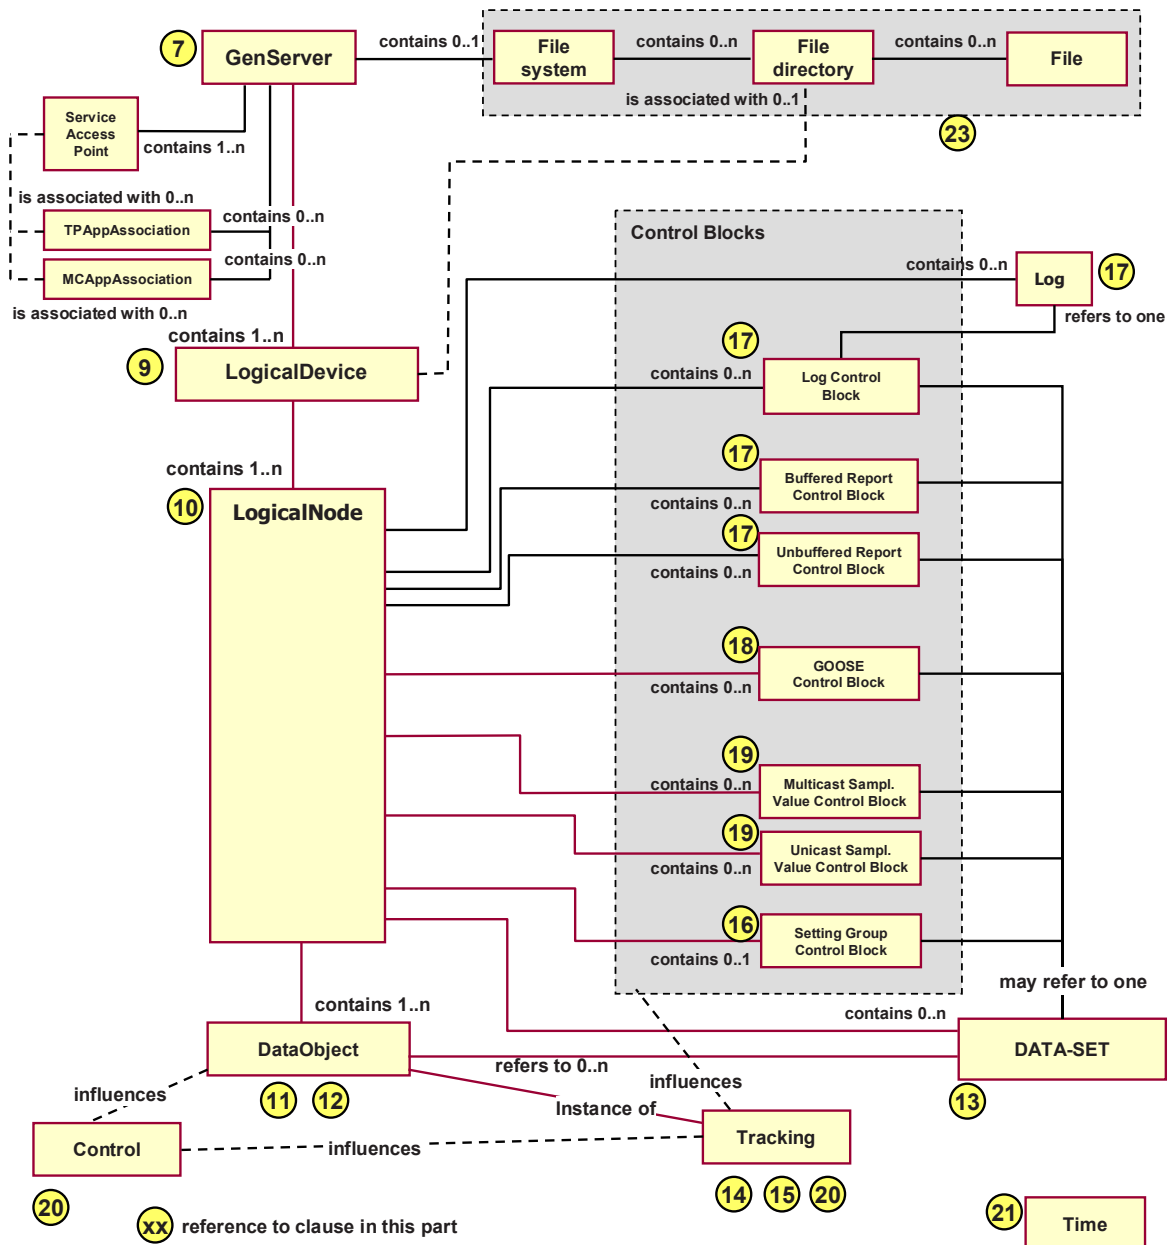 7
GenServer
contains 0..1
File
system
contains 0..n
File
directory
contains 0..n
File
is associated with 0..1
23
Service
Access
Point
contains 1..n
is associated with 0..n
TPAppAssociation
contains 0..n
contains 0..n
MCAppAssociation
is associated with 0..n
contains 1..n
9
LogicalDevice
contains 1..n
10
LogicalNode
Control Blocks
contains 0..n
Log
17
refers to one
17
contains 0..n
Log Control
Block
17
contains 0..n
Buffered Report
Control Block
17
contains 0..n
Unbuffered Report
Control Block
18
contains 0..n
GOOSE
Control Block
19
contains 0..n
Multicast Sampl.
Value Control Block
19
contains 0..n
Unicast Sampl.
Value Control Block
16
contains 0..1
Setting Group
Control Block
may refer to one
contains 1..n
contains 0..n
DataObject
refers to 0..n
DATA-SET
influences
11
12
influences
Instance of
13
Control
influences
Tracking
20
14
15
20
xx reference to clause in this part
21
Time